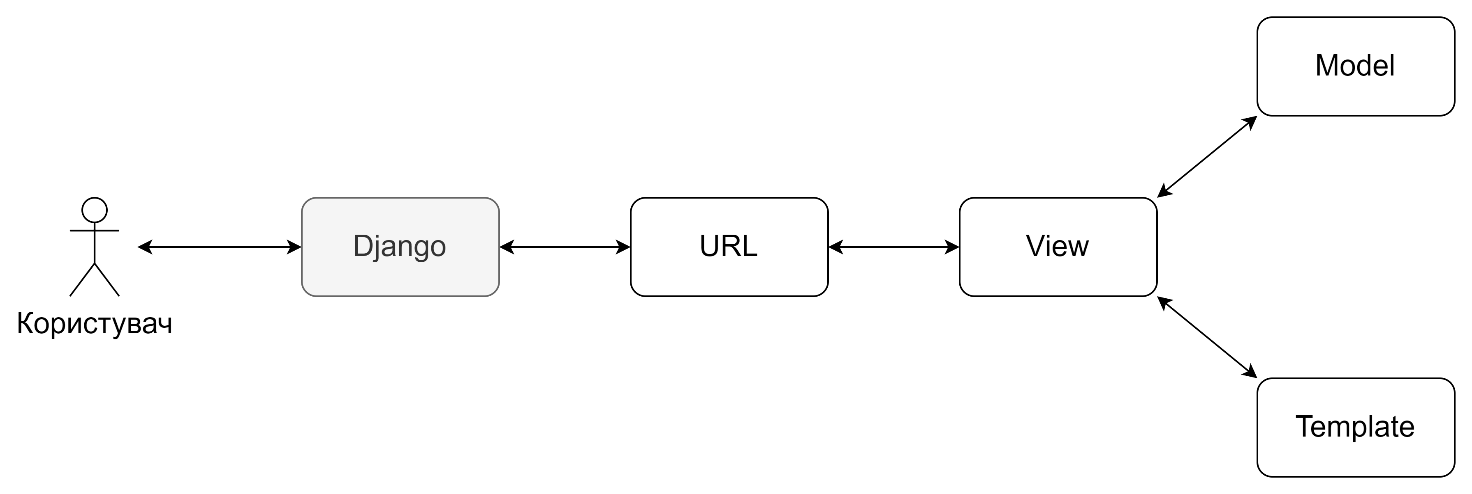 Model
Django
URL
View
Користувач
Template